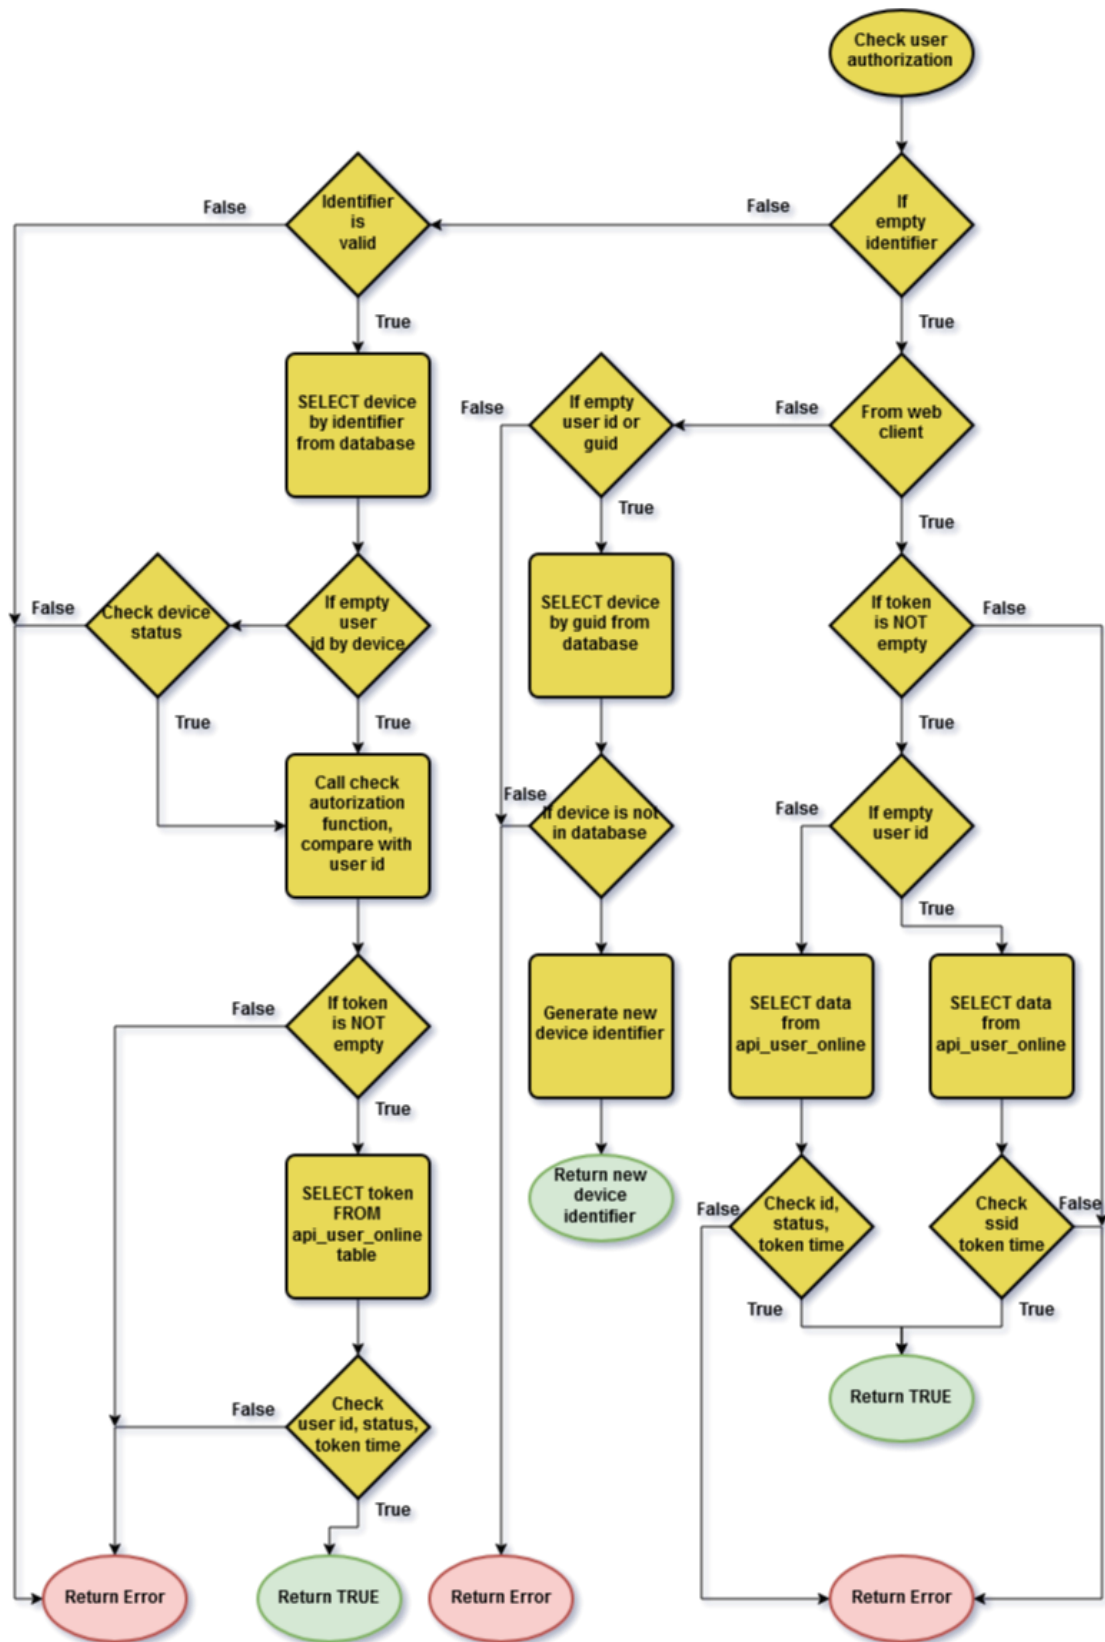 Check user
authorization
If
empty
identifier
False
Identifier
is
valid
False
True
True
SELECT device
by identifier
from database
If empty
user id or
guid
False
False
From web
client
True
True
If empty
user
id by device
Check device
status
False
True
True
SELECT device
by guid from
database
If token
is NOT
empty
False
True
Call check
autorization
function,
compare with
user id
False
If device is not
in database
False
If empty
user id
True
If token
is NOT
empty
False
True
Generate new
device identifier
SELECT data
from
api_user_online
SELECT data
from
api_user_online
SELECT token
FROM
api_user_online
table
Return new
device
identifier
False
Check id,
status,
token time
True
Check
ssid
token time
False
True
Check
user id, status,
token time
False
True
Return TRUE
Return Error
Return TRUE
Return Error
Return Error